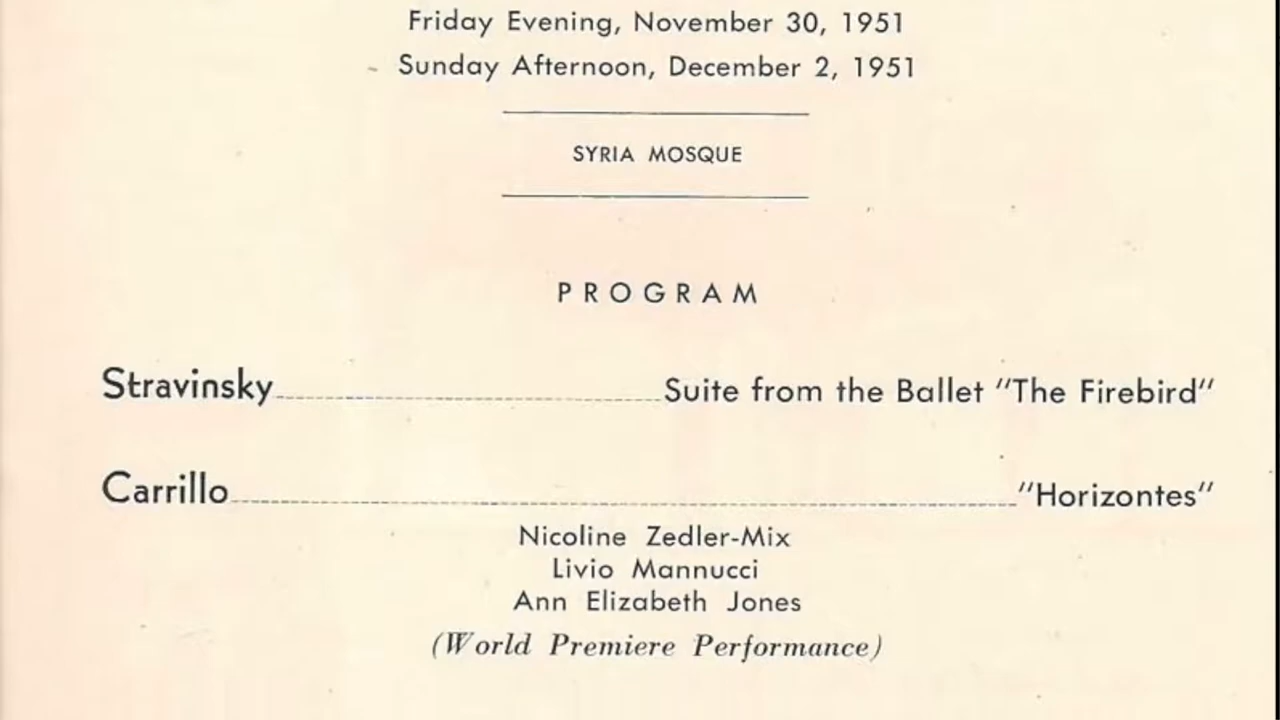 Friday Evening, November 30, 1951
Sunday Afternoon, December 2, 1951
SYRIA MOSQUE
PROGRAM
Stravinsky Suite from the Ballet "The Firebird"
Carrillo "Horizontes"
Nicoline Zedler-Mix
Livio Mannucci
Ann Elizabeth Jones
(World Premiere Performance)